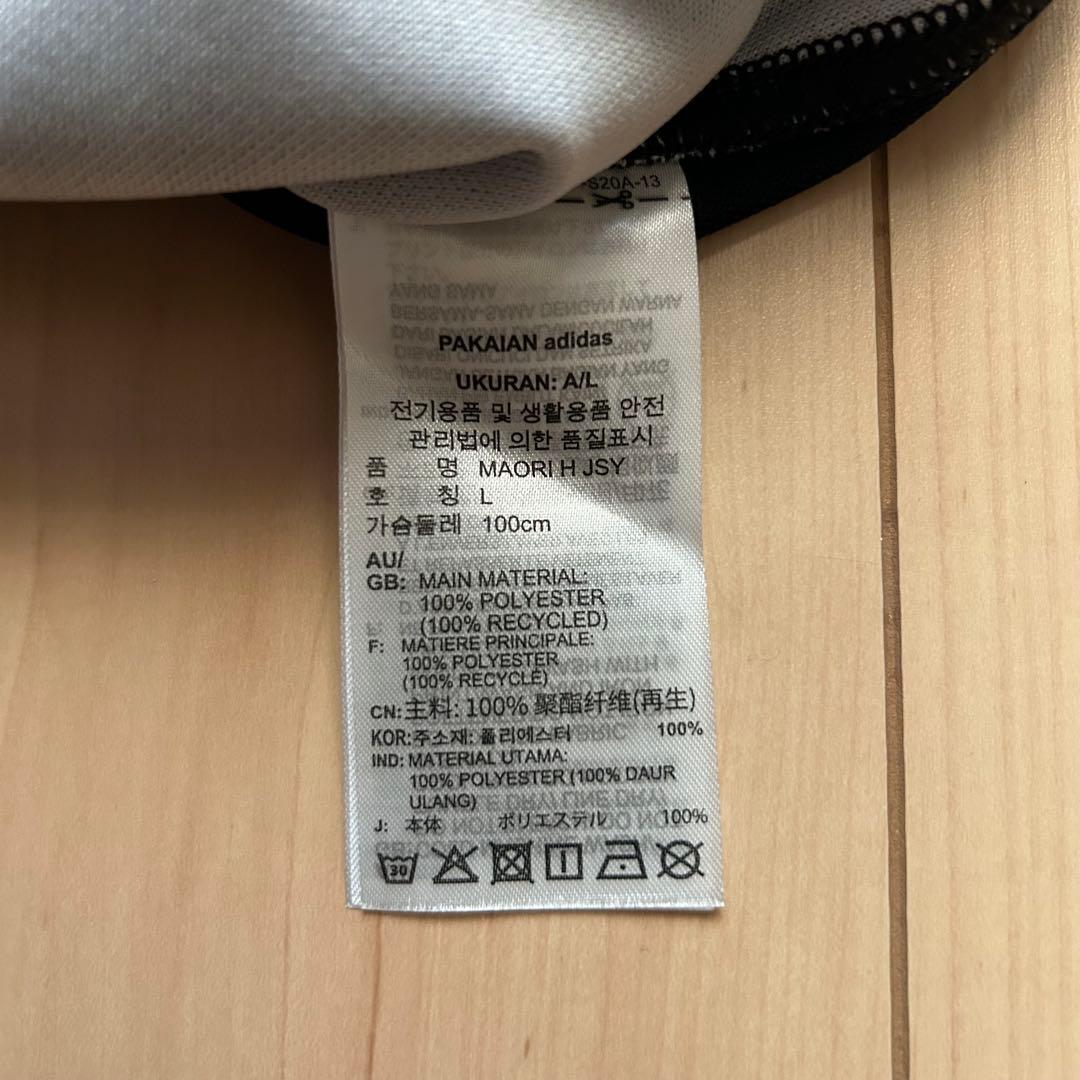 -S20A-13
PAKAIAN adidas
UKURAN: A/L
전기용품 및 생활용품 안전
관리법에 의한 품질표시
품 명 MAORI H JSY
호 칭 L
가슴둘레 100cm
AU/
GB: MAIN MATERIAL:
100% POLYESTER
(100% RECYCLED)
F: MATIERE PRINCIPALE:
100% POLYESTER
(100% RECYCLÉ)
CN: 主料: 100% 聚酯纤维(再生)
KOR: 주소재: 폴리에스터 100%
IND: MATERIAL UTAMA:
100% POLYESTER (100% DAUR
ULANG)
J: 本体 ポリエステル 100%
30